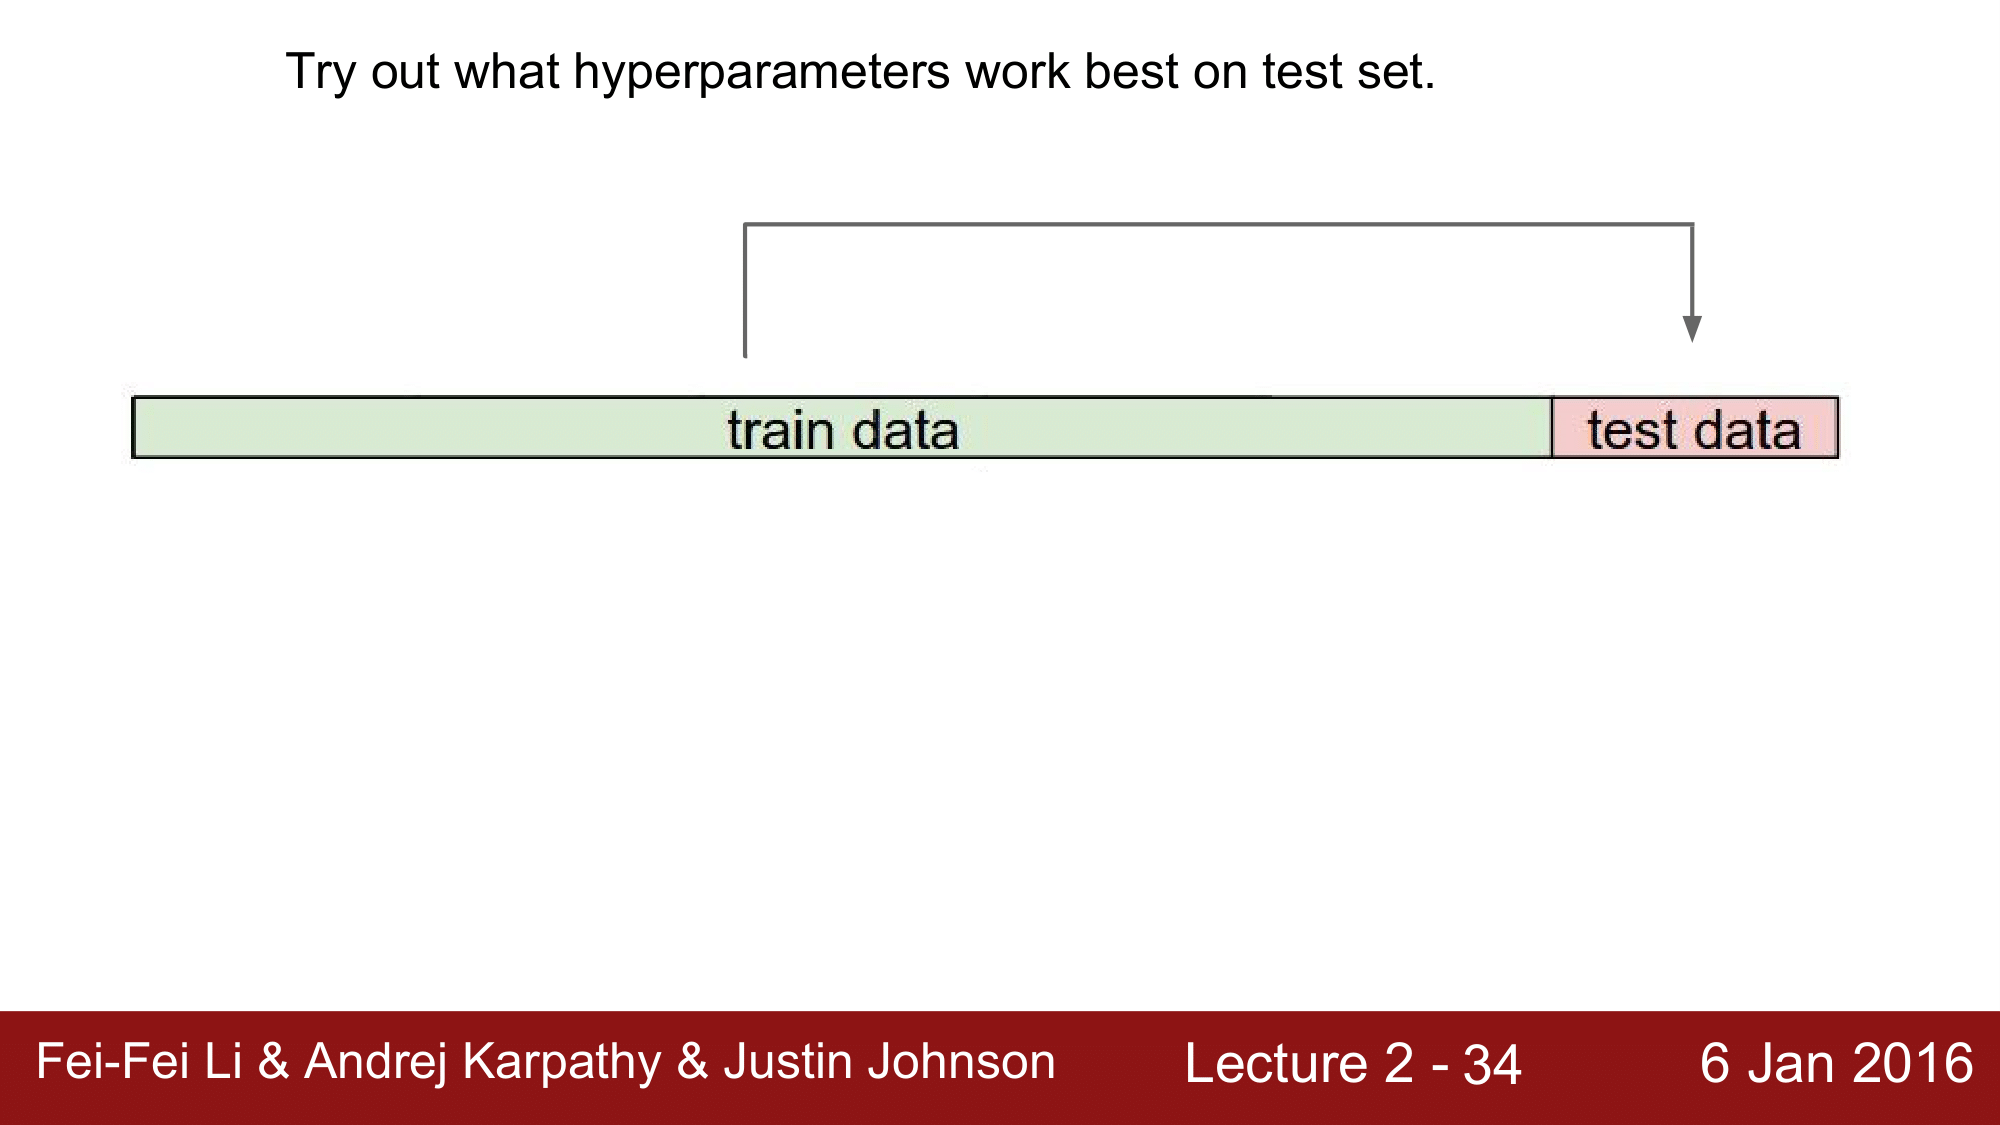 Try out what hyperparameters work best on test set.
train data
test data
Fei-Fei Li & Andrej Karpathy & Justin Johnson
Lecture 2 - 34
6 Jan 2016